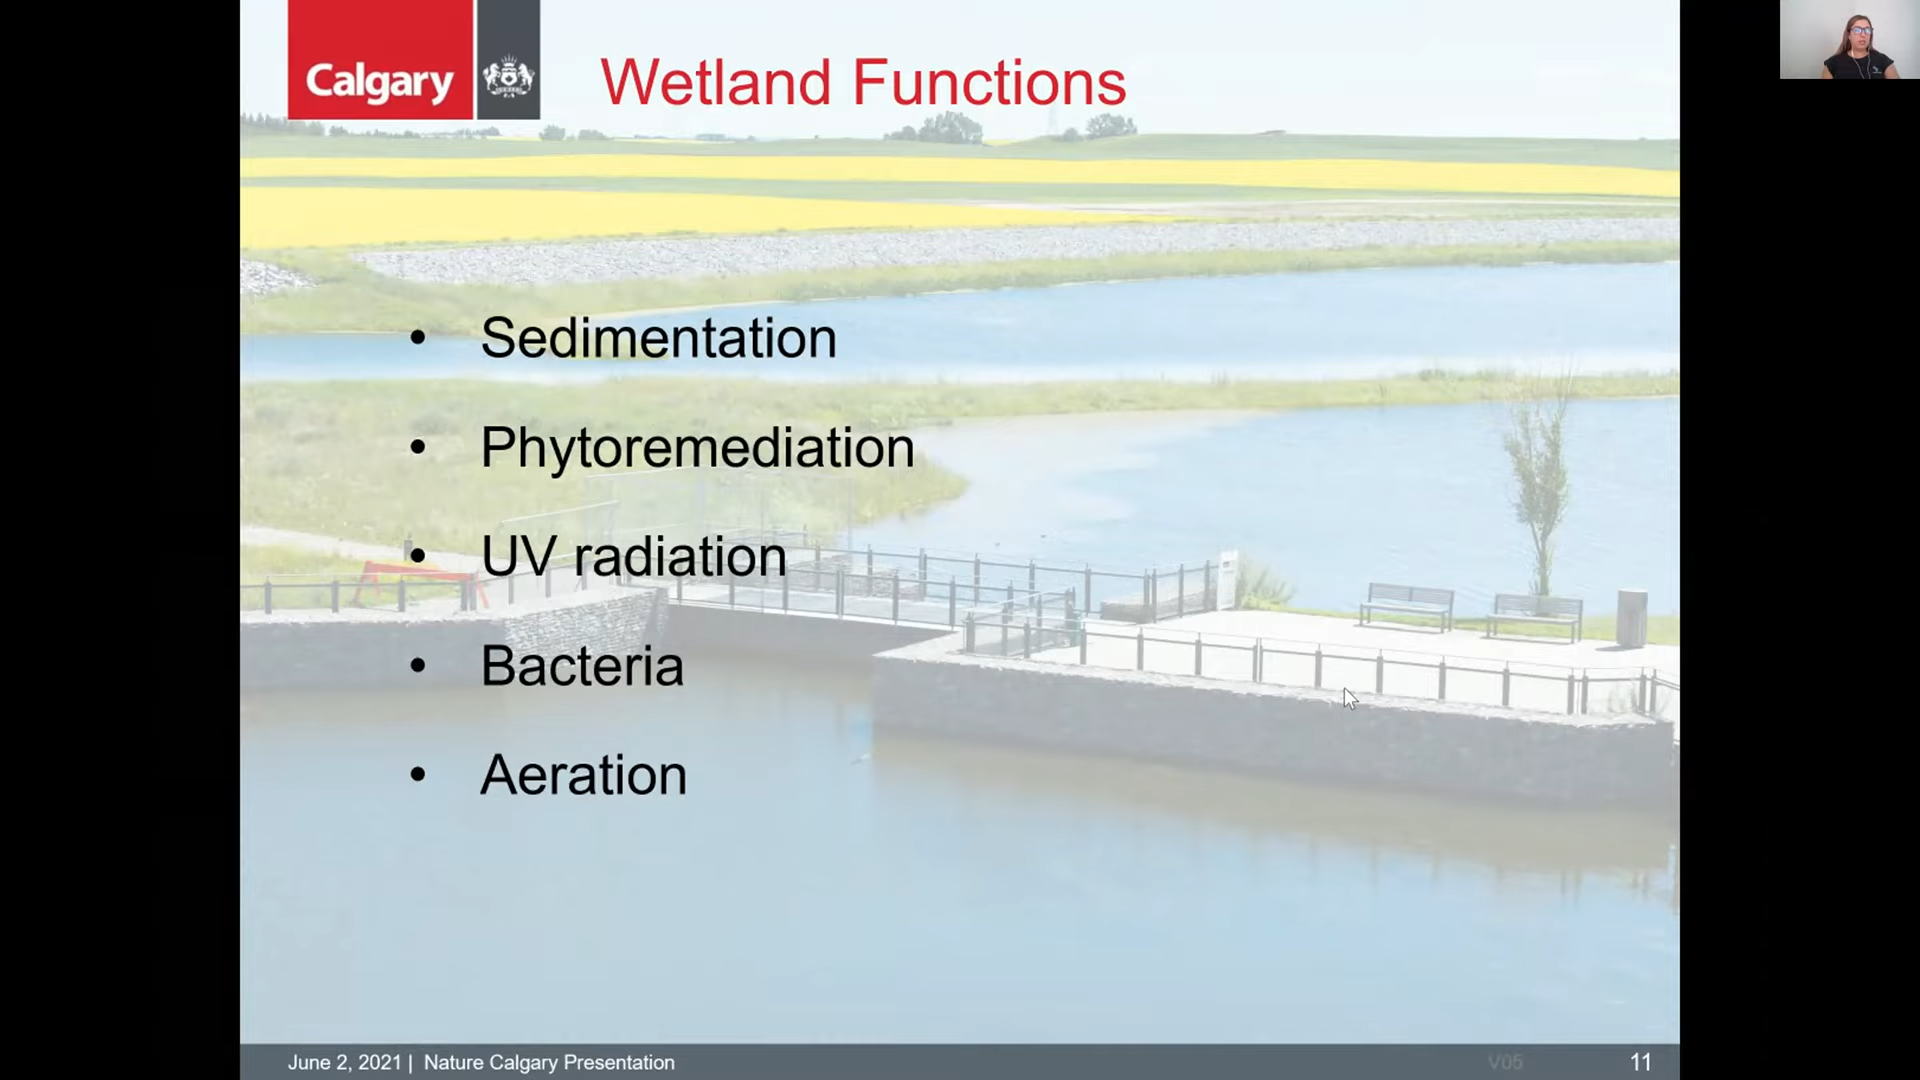 Calgary
Wetland Functions
• Sedimentation
• Phytoremediation
• UV radiation
• Bacteria
• Aeration
June 2, 2021 | Nature Calgary Presentation
V05
11